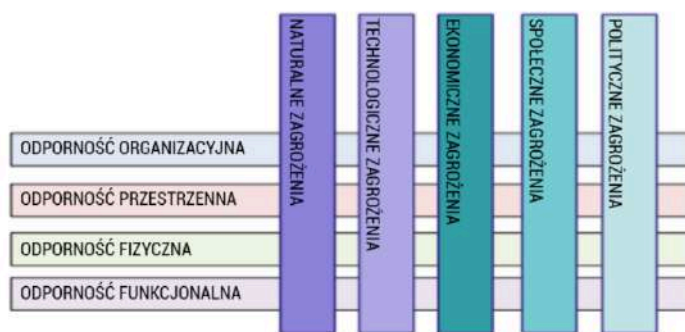 NATURALNE ZAGROŻENIA
TECHNOLOGICZNE ZAGROŻENIA
EKONOMICZNE ZAGROŻENIA
SPOŁECZNE ZAGROŻENIA
POLITYCZNE ZAGROŻENIA
ODPORNOŚĆ ORGANIZACYJNA
ODPORNOŚĆ PRZESTRZENNA
ODPORNOŚĆ FIZYCZNA
ODPORNOŚĆ FUNKCJONALNA